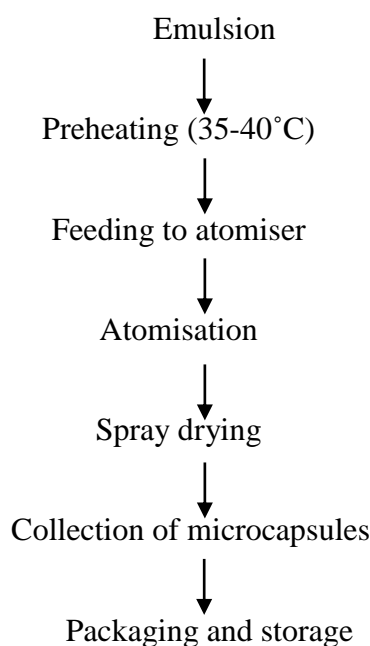 Emulsion
Preheating (35-40˚C)
Feeding to atomiser
Atomisation
Spray drying
Collection of microcapsules
Packaging and storage